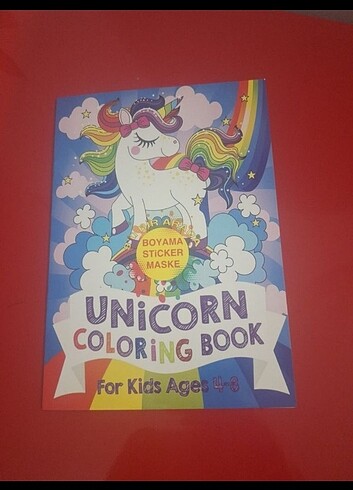 BOYAMA
STiCKER
MASKE
UNiCORN
COLORiNG BOOK
For Kids Ages 4-8